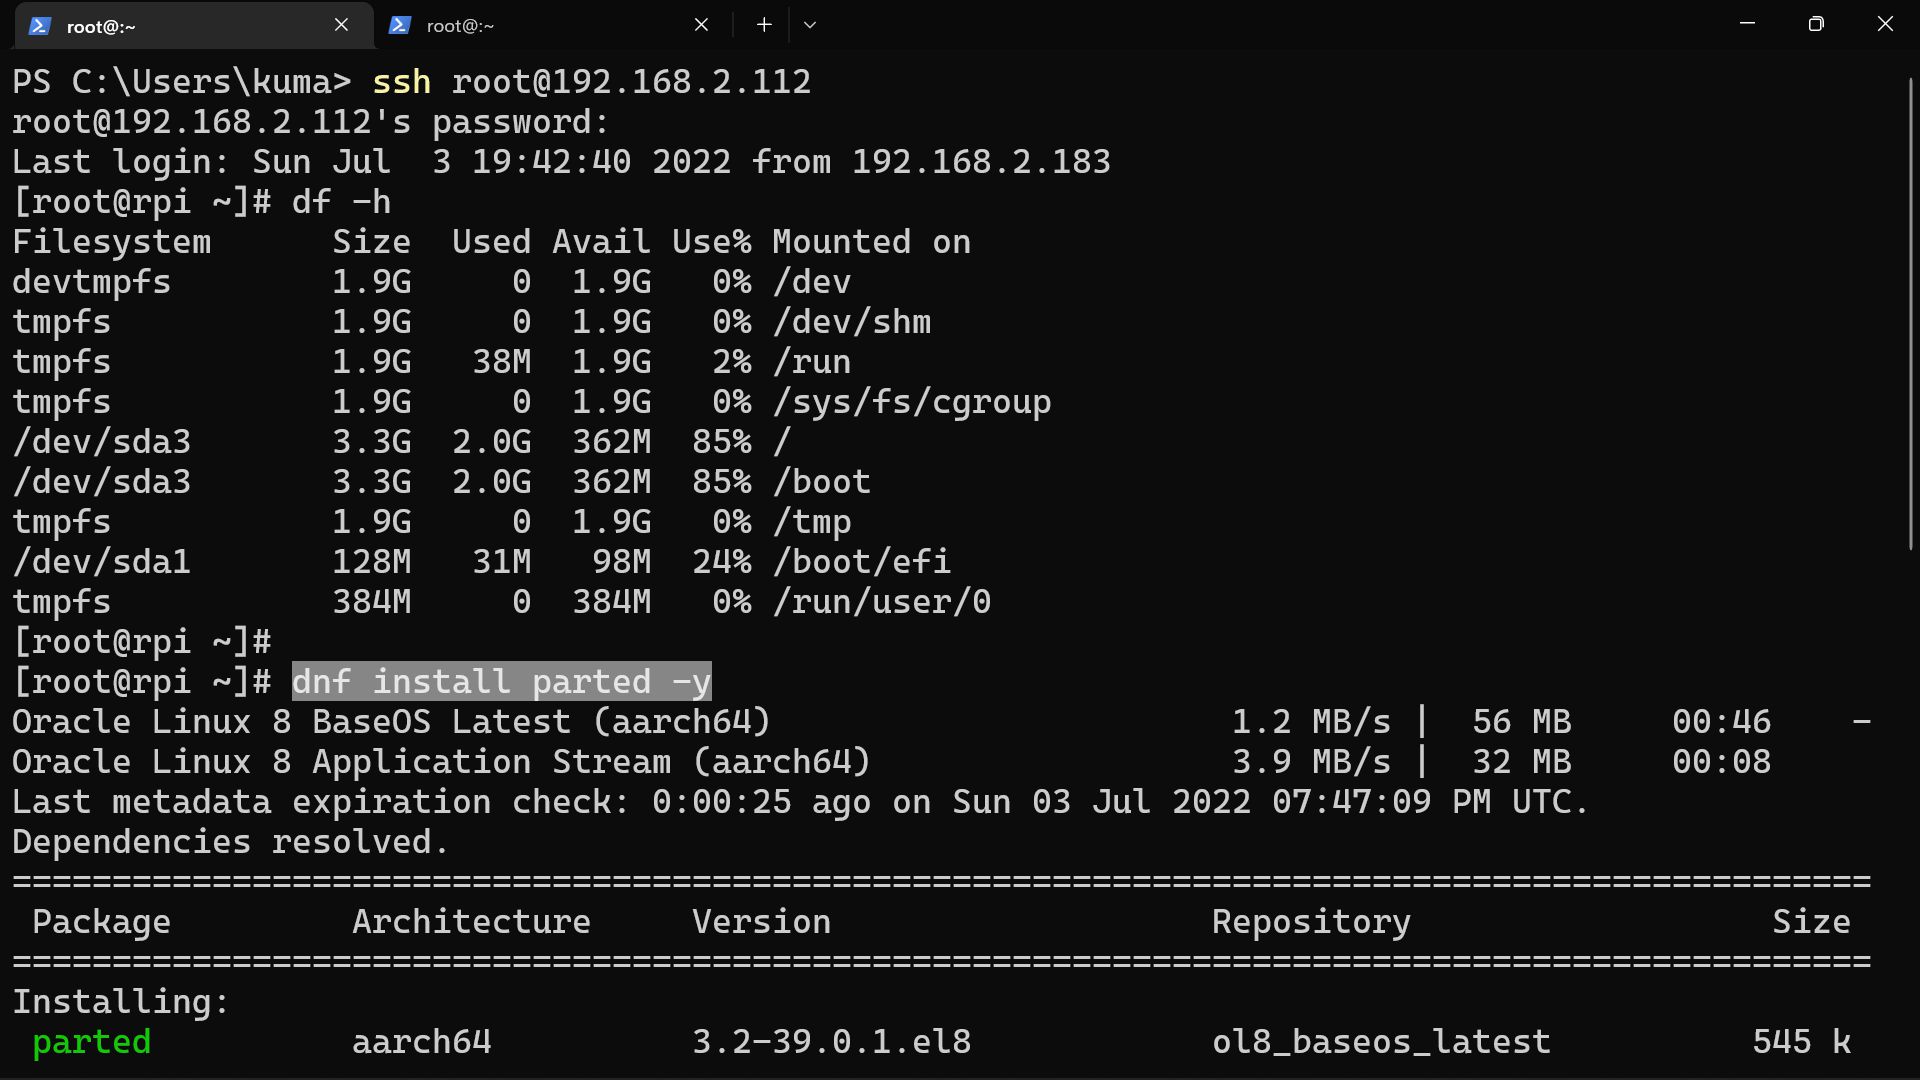 root@:~ root@:~
PS C:\Users\kuma> ssh root@192.168.2.112
root@192.168.2.112's password:
Last login: Sun Jul  3 19:42:40 2022 from 192.168.2.183
[root@rpi ~]# df -h
Filesystem      Size  Used Avail Use% Mounted on
devtmpfs        1.9G     0  1.9G   0% /dev
tmpfs           1.9G     0  1.9G   0% /dev/shm
tmpfs           1.9G   38M  1.9G   2% /run
tmpfs           1.9G     0  1.9G   0% /sys/fs/cgroup
/dev/sda3       3.3G  2.0G  362M  85% /
/dev/sda3       3.3G  2.0G  362M  85% /boot
tmpfs           1.9G     0  1.9G   0% /tmp
/dev/sda1       128M   31M   98M  24% /boot/efi
tmpfs           384M     0  384M   0% /run/user/0
[root@rpi ~]#
[root@rpi ~]# dnf install parted -y
Oracle Linux 8 BaseOS Latest (aarch64)                       1.2 MB/s |  56 MB     00:46    -
Oracle Linux 8 Application Stream (aarch64)                  3.9 MB/s |  32 MB     00:08
Last metadata expiration check: 0:00:25 ago on Sun 03 Jul 2022 07:47:09 PM UTC.
Dependencies resolved.
=============================================================================================
 Package         Architecture     Version                   Repository                  Size
=============================================================================================
Installing:
 parted          aarch64          3.2-39.0.1.el8            ol8_baseos_latest          545 k